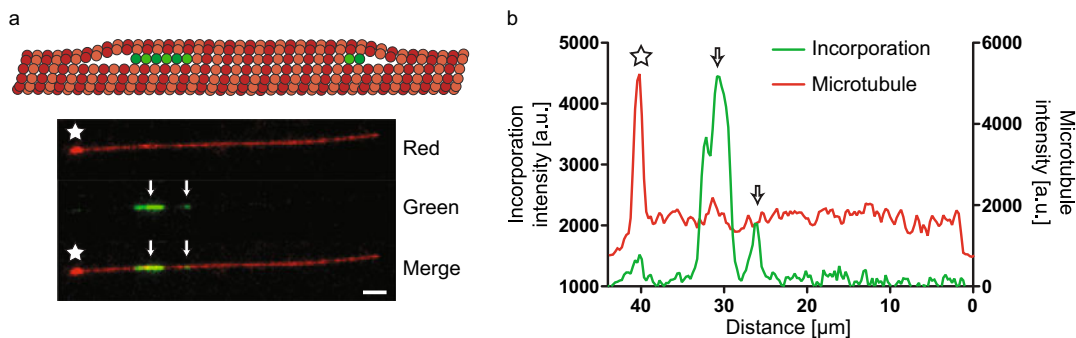 a
Red
Green
Merge
b
Incorporation
Microtubule
5000
4000
3000
2000
1000
6000
4000
2000
0
Incorporation
intensity [a.u.]
Microtubule
intensity [a.u.]
40
30
20
10
0
Distance [µm]